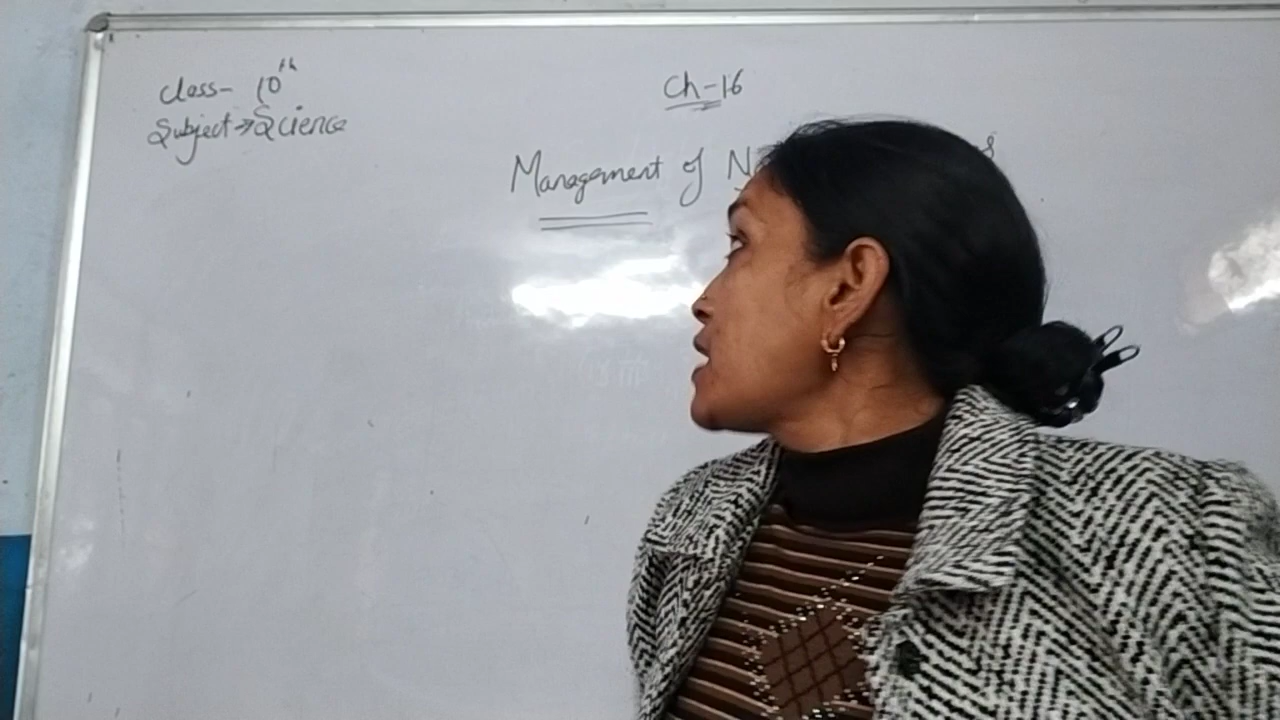 Class- 10th
Subject → Science
Ch-16
Management of